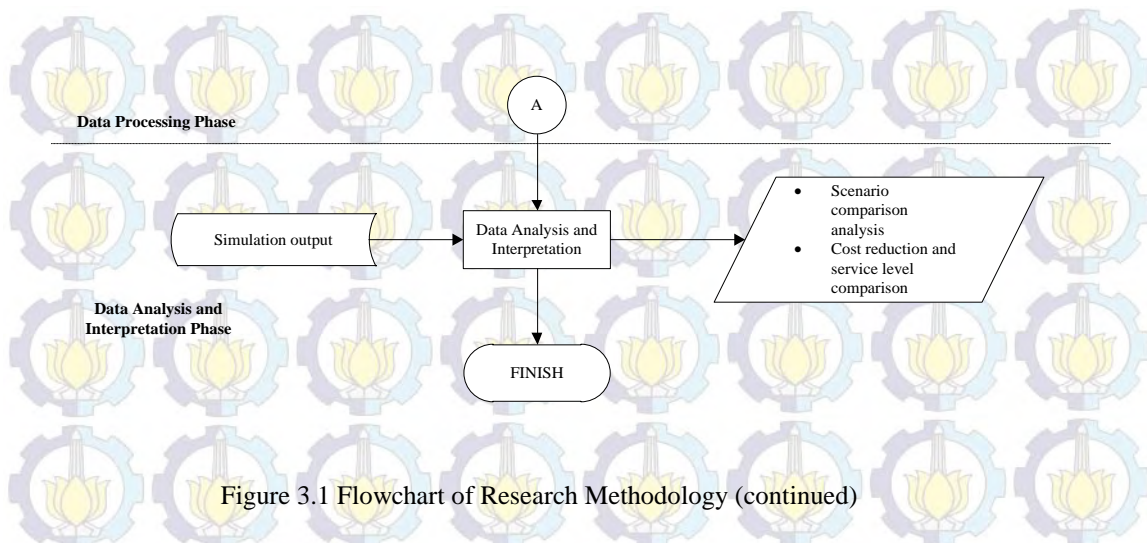 A
Data Processing Phase
Simulation output
Data Analysis and
Interpretation
• Scenario
comparison
analysis
• Cost reduction and
service level
comparison
Data Analysis and
Interpretation Phase
FINISH
Figure 3.1 Flowchart of Research Methodology (continued)